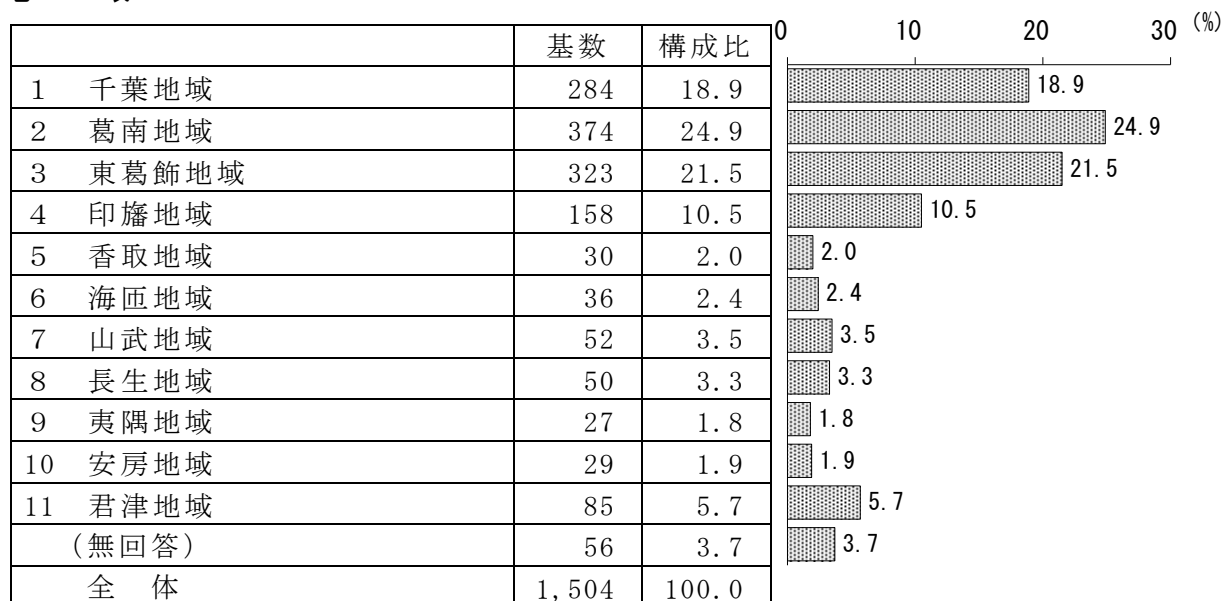 基数 構成比 0 10 20 30 (%)
1 千葉地域 284 18.9 18.9
2 葛南地域 374 24.9 24.9
3 東葛飾地域 323 21.5 21.5
4 印旛地域 158 10.5 10.5
5 香取地域 30 2.0 2.0
6 海匝地域 36 2.4 2.4
7 山武地域 52 3.5 3.5
8 長生地域 50 3.3 3.3
9 夷隅地域 27 1.8 1.8
10 安房地域 29 1.9 1.9
11 君津地域 85 5.7 5.7
(無回答) 56 3.7 3.7
全 体 1,504 100.0